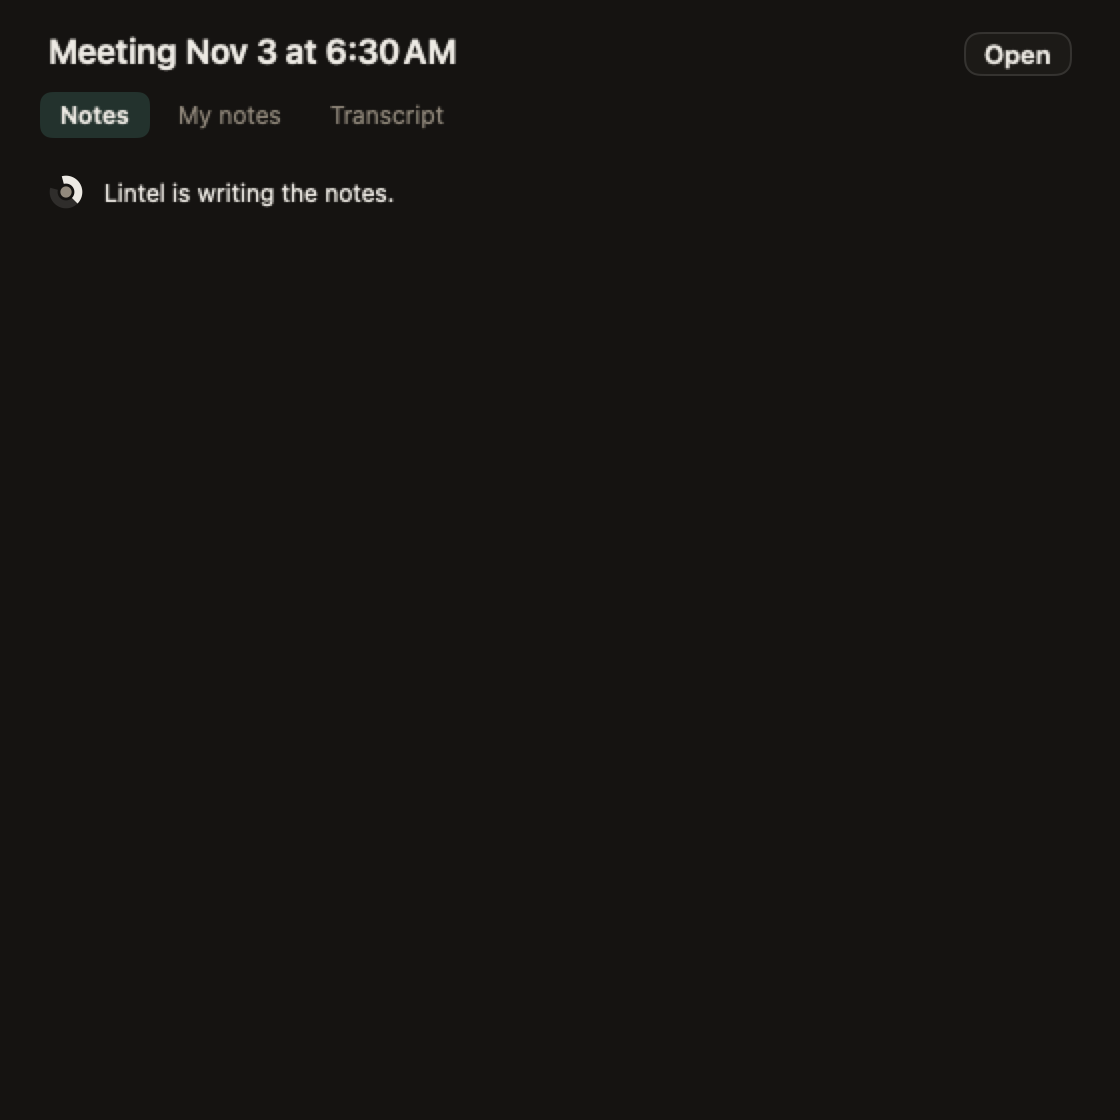 Meeting Nov 3 at 6:30 AM
Open
Notes
My notes
Transcript
Lintel is writing the notes.